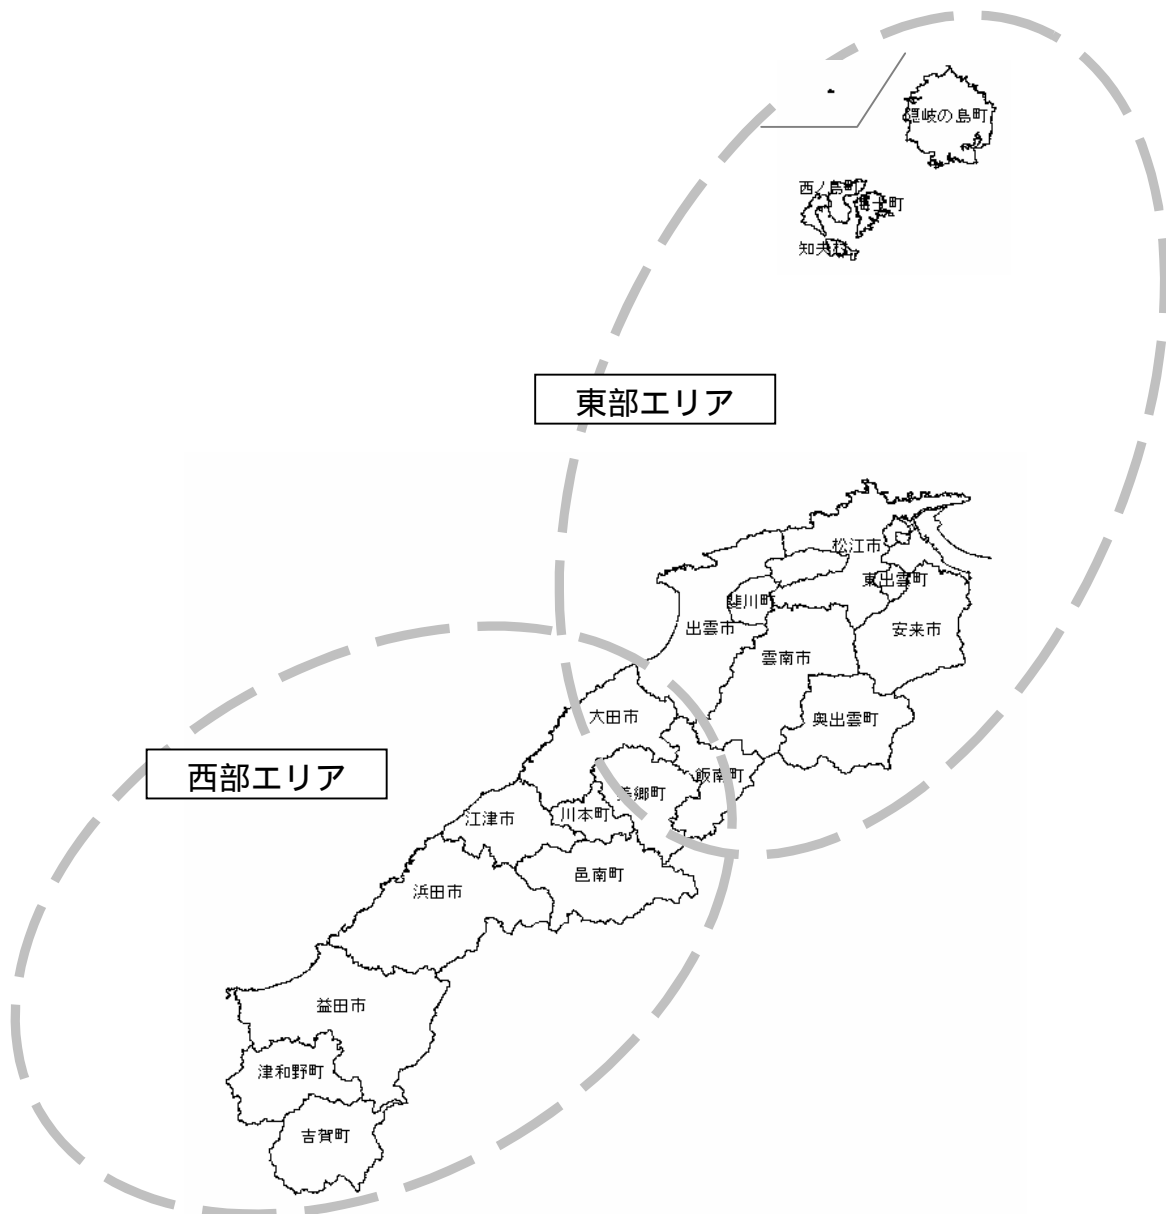 隠岐の島町
西ノ島町
海士町
知夫村
東部エリア
松江市
東出雲町
斐川町
出雲市
安来市
雲南市
大田市
奥出雲町
西部エリア
飯南町
美郷町
江津市
川本町
邑南町
浜田市
益田市
津和野町
吉賀町